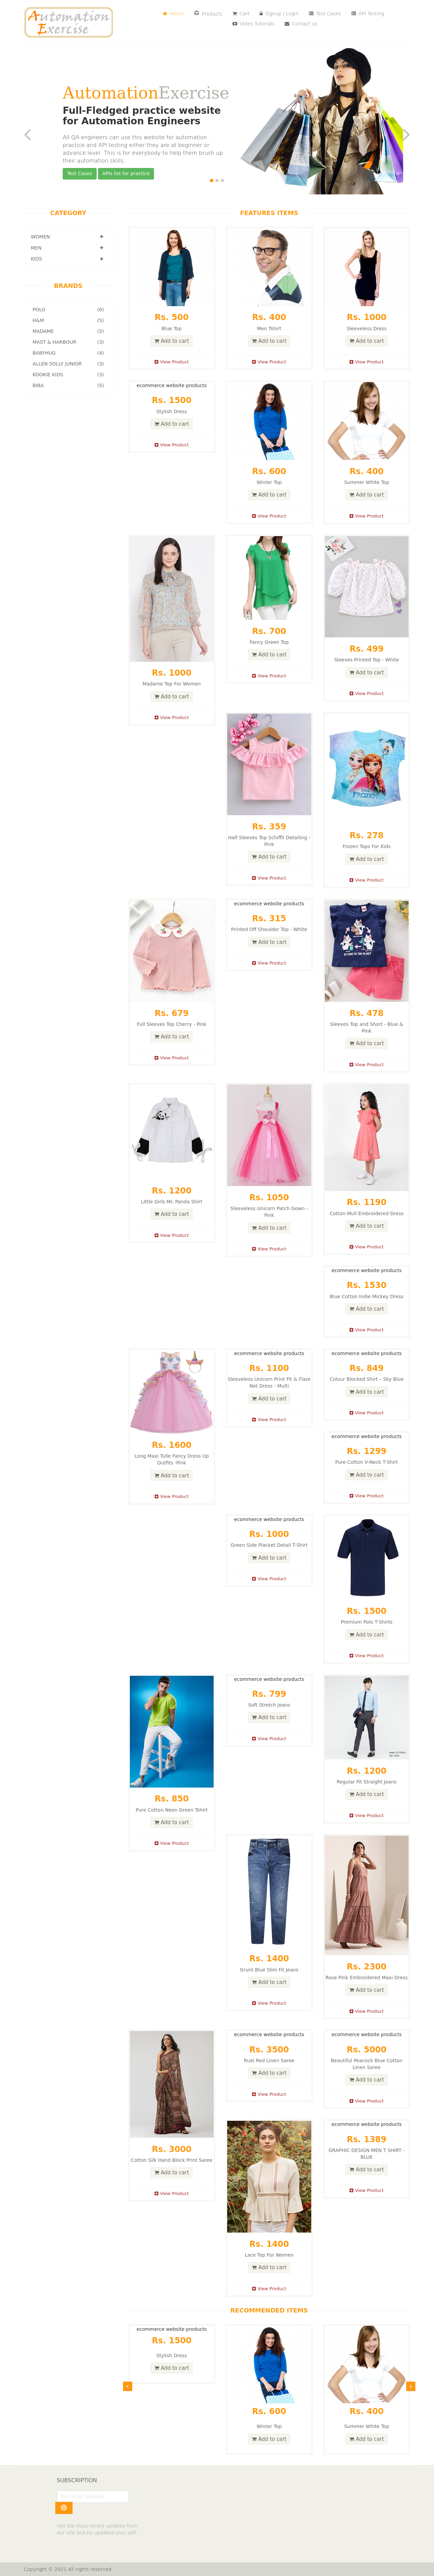 Automation
Exercise
Home
Products
Cart
Signup / Login
Test Cases
API Testing
Video Tutorials
Contact us
AutomationExercise
Full-Fledged practice website
for Automation Engineers
All QA engineers can use this website for automation
practice and API testing either they are at beginner or
advance level. This is for everybody to help them brush up
their automation skills.
Test Cases
APIs list for practice
CATEGORY
WOMEN
MEN
KIDS
BRANDS
POLO (6)
H&M (5)
MADAME (5)
MAST & HARBOUR (3)
BABYHUG (4)
ALLEN SOLLY JUNIOR (3)
KOOKIE KIDS (3)
BIBA (5)
FEATURES ITEMS
Rs. 500
Blue Top
Add to cart
View Product
Rs. 400
Men Tshirt
Add to cart
View Product
Rs. 1000
Sleeveless Dress
Add to cart
View Product
ecommerce website products
Rs. 1500
Stylish Dress
Add to cart
View Product
Rs. 600
Winter Top
Add to cart
View Product
Rs. 400
Summer White Top
Add to cart
View Product
Rs. 1000
Madame Top For Women
Add to cart
View Product
Rs. 700
Fancy Green Top
Add to cart
View Product
Rs. 499
Sleeves Printed Top - White
Add to cart
View Product
Rs. 359
Half Sleeves Top Schiffli Detailing -
Pink
Add to cart
View Product
FROZEN
Rs. 278
Frozen Tops For Kids
Add to cart
View Product
Rs. 679
Full Sleeves Top Cherry - Pink
Add to cart
View Product
ecommerce website products
Rs. 315
Printed Off Shoulder Top - White
Add to cart
View Product
Rs. 478
Sleeves Top and Short - Blue &
Pink
Add to cart
View Product
Rs. 1200
Little Girls Mr. Panda Shirt
Add to cart
View Product
Rs. 1050
Sleeveless Unicorn Patch Gown -
Pink
Add to cart
View Product
Rs. 1190
Cotton Mull Embroidered Dress
Add to cart
View Product
ecommerce website products
Rs. 1530
Blue Cotton Indie Mickey Dress
Add to cart
View Product
Rs. 1600
Long Maxi Tulle Fancy Dress Up
Outfits -Pink
Add to cart
View Product
ecommerce website products
Rs. 1100
Sleeveless Unicorn Print Fit & Flare
Net Dress - Multi
Add to cart
View Product
ecommerce website products
Rs. 849
Colour Blocked Shirt – Sky Blue
Add to cart
View Product
ecommerce website products
Rs. 1299
Pure Cotton V-Neck T-Shirt
Add to cart
View Product
ecommerce website products
Rs. 1000
Green Side Placket Detail T-Shirt
Add to cart
View Product
Rs. 1500
Premium Polo T-Shirts
Add to cart
View Product
Rs. 850
Pure Cotton Neon Green Tshirt
Add to cart
View Product
ecommerce website products
Rs. 799
Soft Stretch Jeans
Add to cart
View Product
Rs. 1200
Regular Fit Straight Jeans
Add to cart
View Product
Rs. 1400
Grunt Blue Slim Fit Jeans
Add to cart
View Product
Rs. 2300
Rose Pink Embroidered Maxi Dress
Add to cart
View Product
Rs. 3000
Cotton Silk Hand Block Print Saree
Add to cart
View Product
ecommerce website products
Rs. 3500
Rust Red Linen Saree
Add to cart
View Product
ecommerce website products
Rs. 5000
Beautiful Peacock Blue Cotton
Linen Saree
Add to cart
View Product
Rs. 1400
Lace Top For Women
Add to cart
View Product
ecommerce website products
Rs. 1389
GRAPHIC DESIGN MEN T SHIRT -
BLUE
Add to cart
View Product
RECOMMENDED ITEMS
ecommerce website products
Rs. 1500
Stylish Dress
Add to cart
Rs. 600
Winter Top
Add to cart
Rs. 400
Summer White Top
Add to cart
SUBSCRIPTION
Your email address
Get the most recent updates from
our site and be updated your self...
Copyright © 2021 All rights reserved